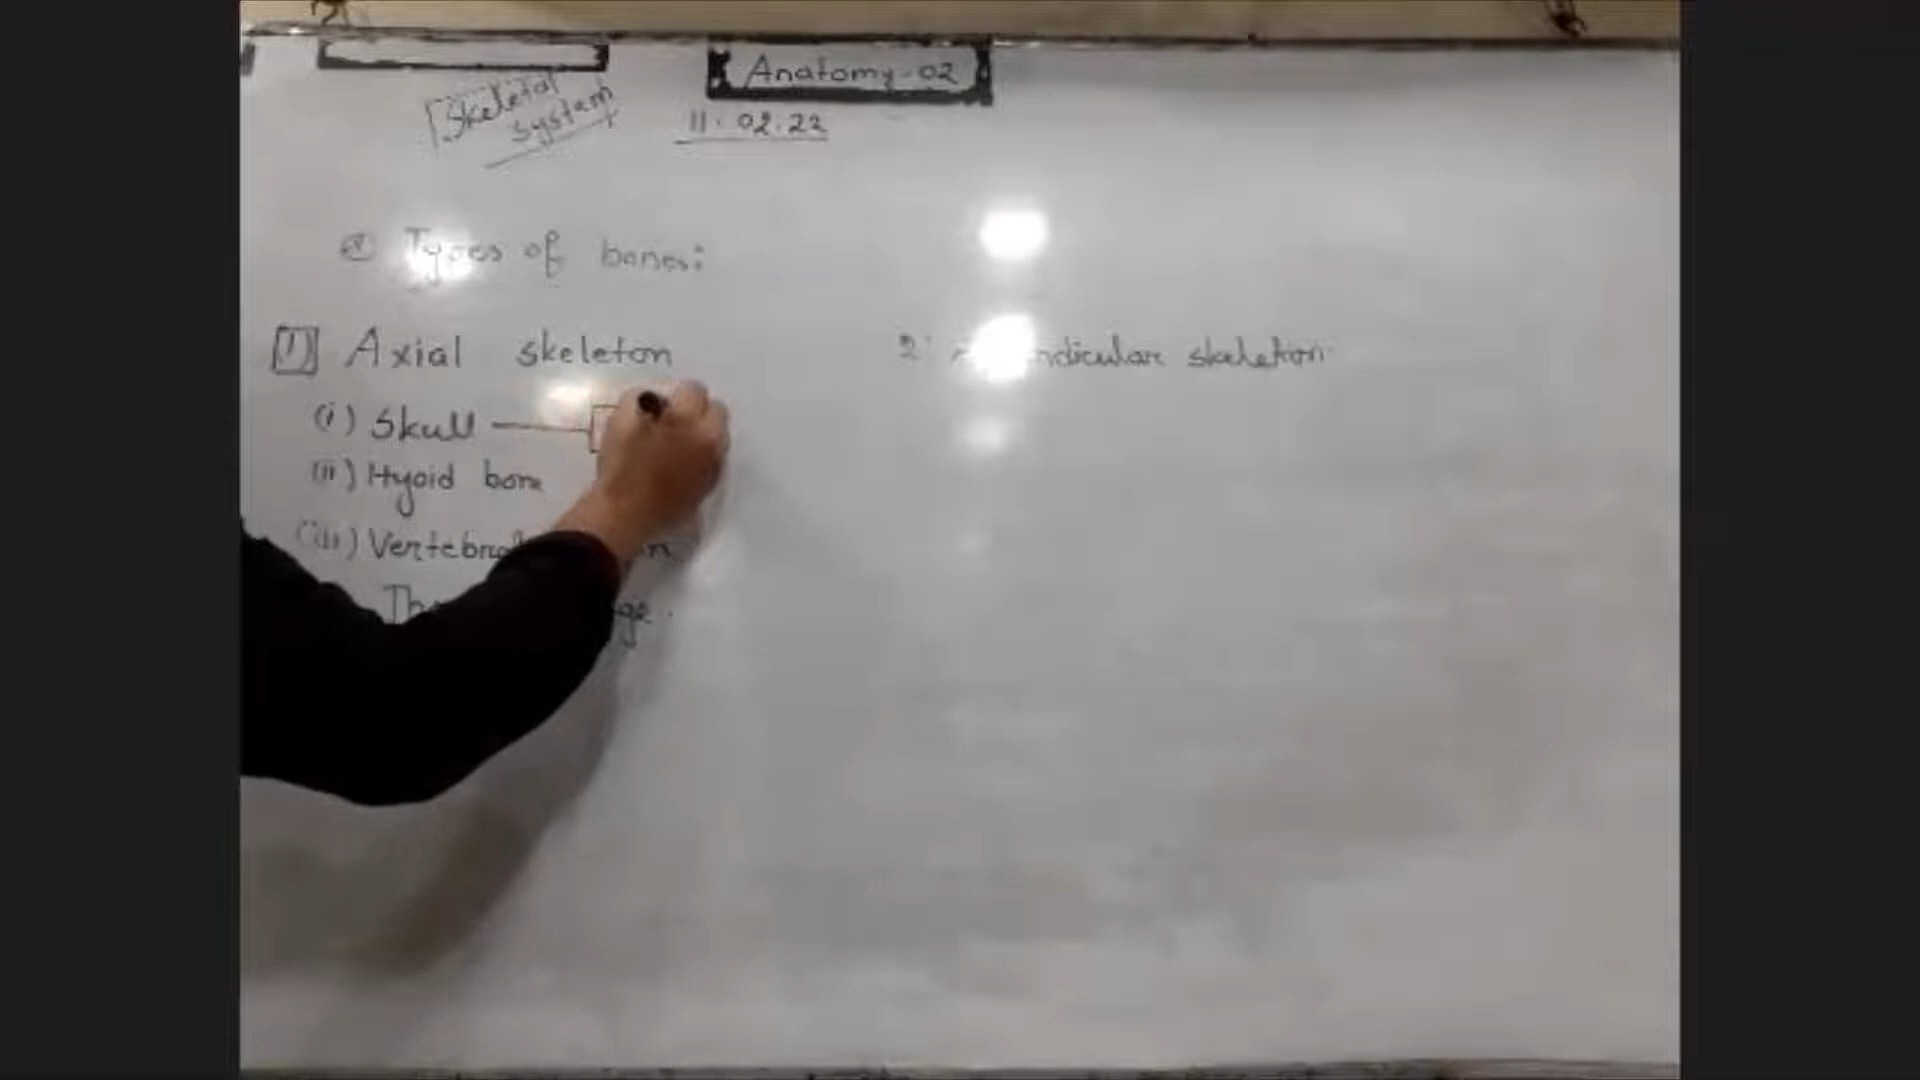 Anatomy-02
Skeletal
system
11.02.22
Types of bones:
1) Axial skeleton
2. skeleton
(i) Skull
(ii) Hyoid bone
(iii)